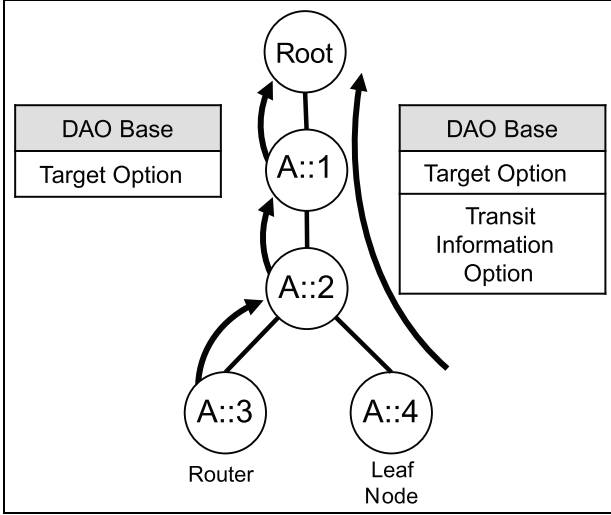 Root
DAO Base
Target Option
DAO Base
Target Option
Transit
Information
Option
A::1
A::2
A::3
A::4
Router
Leaf
Node